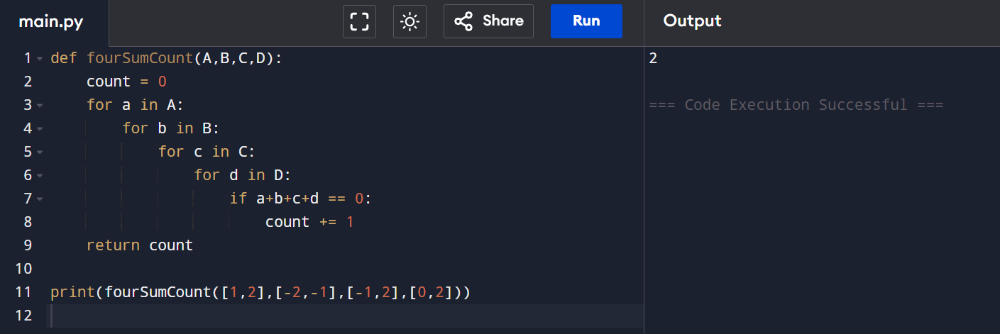 main.py Share Run Output
1 def fourSumCount(A,B,C,D):
2     count = 0
3     for a in A:
4         for b in B:
5             for c in C:
6                 for d in D:
7                     if a+b+c+d == 0:
8                         count += 1
9     return count
10
11 print(fourSumCount([1,2],[-2,-1],[-1,2],[0,2]))
12
2
=== Code Execution Successful ===